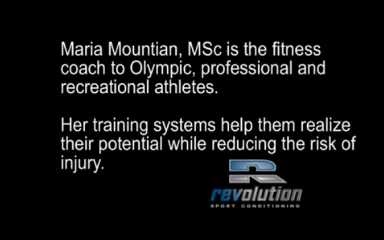 Maria Mountian, MSc is the fitness
coach to Olympic, professional and
recreational athletes.
Her training systems help them realize
their potential while reducing the risk of
injury.
R
revolution
SPORT CONDITIONING